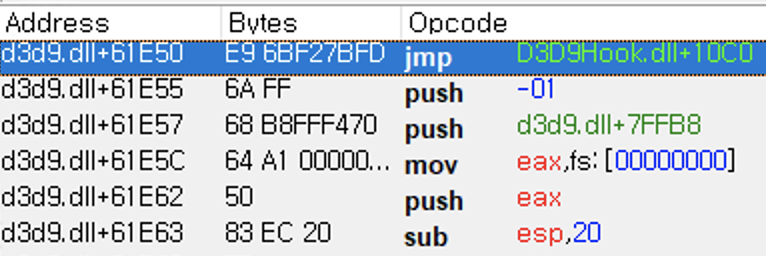 Address Bytes Opcode
d3d9.dll+61E50 E9 6BF27BFD jmp D3D9Hook.dll+10C0
d3d9.dll+61E55 6A FF push -01
d3d9.dll+61E57 68 B8FFF470 push d3d9.dll+7FFB8
d3d9.dll+61E5C 64 A1 00000... mov eax,fs:[00000000]
d3d9.dll+61E62 50 push eax
d3d9.dll+61E63 83 EC 20 sub esp,20